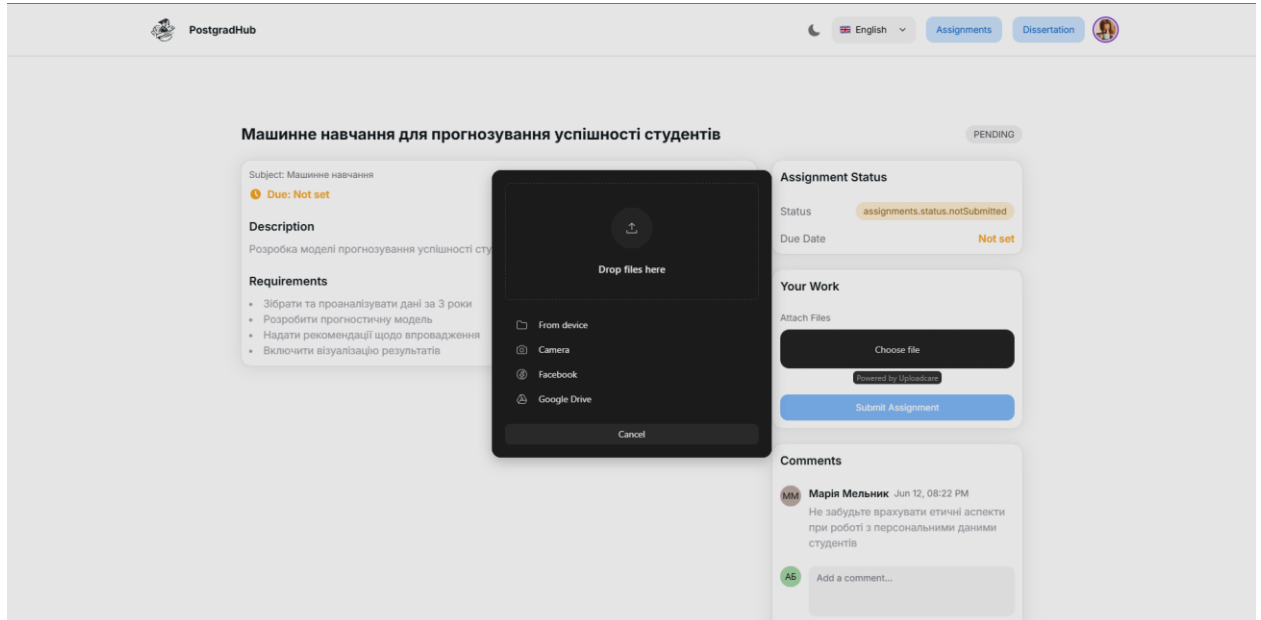 PostgradHub
English
Assignments
Dissertation
Машинне навчання для прогнозування успішності студентів
PENDING
Subject: Машинне навчання
Due: Not set
Description
Розробка моделі прогнозування успішності сту
Requirements
• Зібрати та проаналізувати дані за 3 роки
• Розробити прогностичну модель
• Надати рекомендації щодо впровадження
• Включити візуалізацію результатів
Drop files here
From device
Camera
Facebook
Google Drive
Cancel
Assignment Status
Status assignments.status.notSubmitted
Due Date Not set
Your Work
Attach Files
Choose file
Powered by Uploadcare
Submit Assignment
Comments
ММ Марія Мельник Jun 12, 08:22 PM
Не забудьте врахувати етичні аспекти
при роботі з персональними даними
студентів
АБ Add a comment...